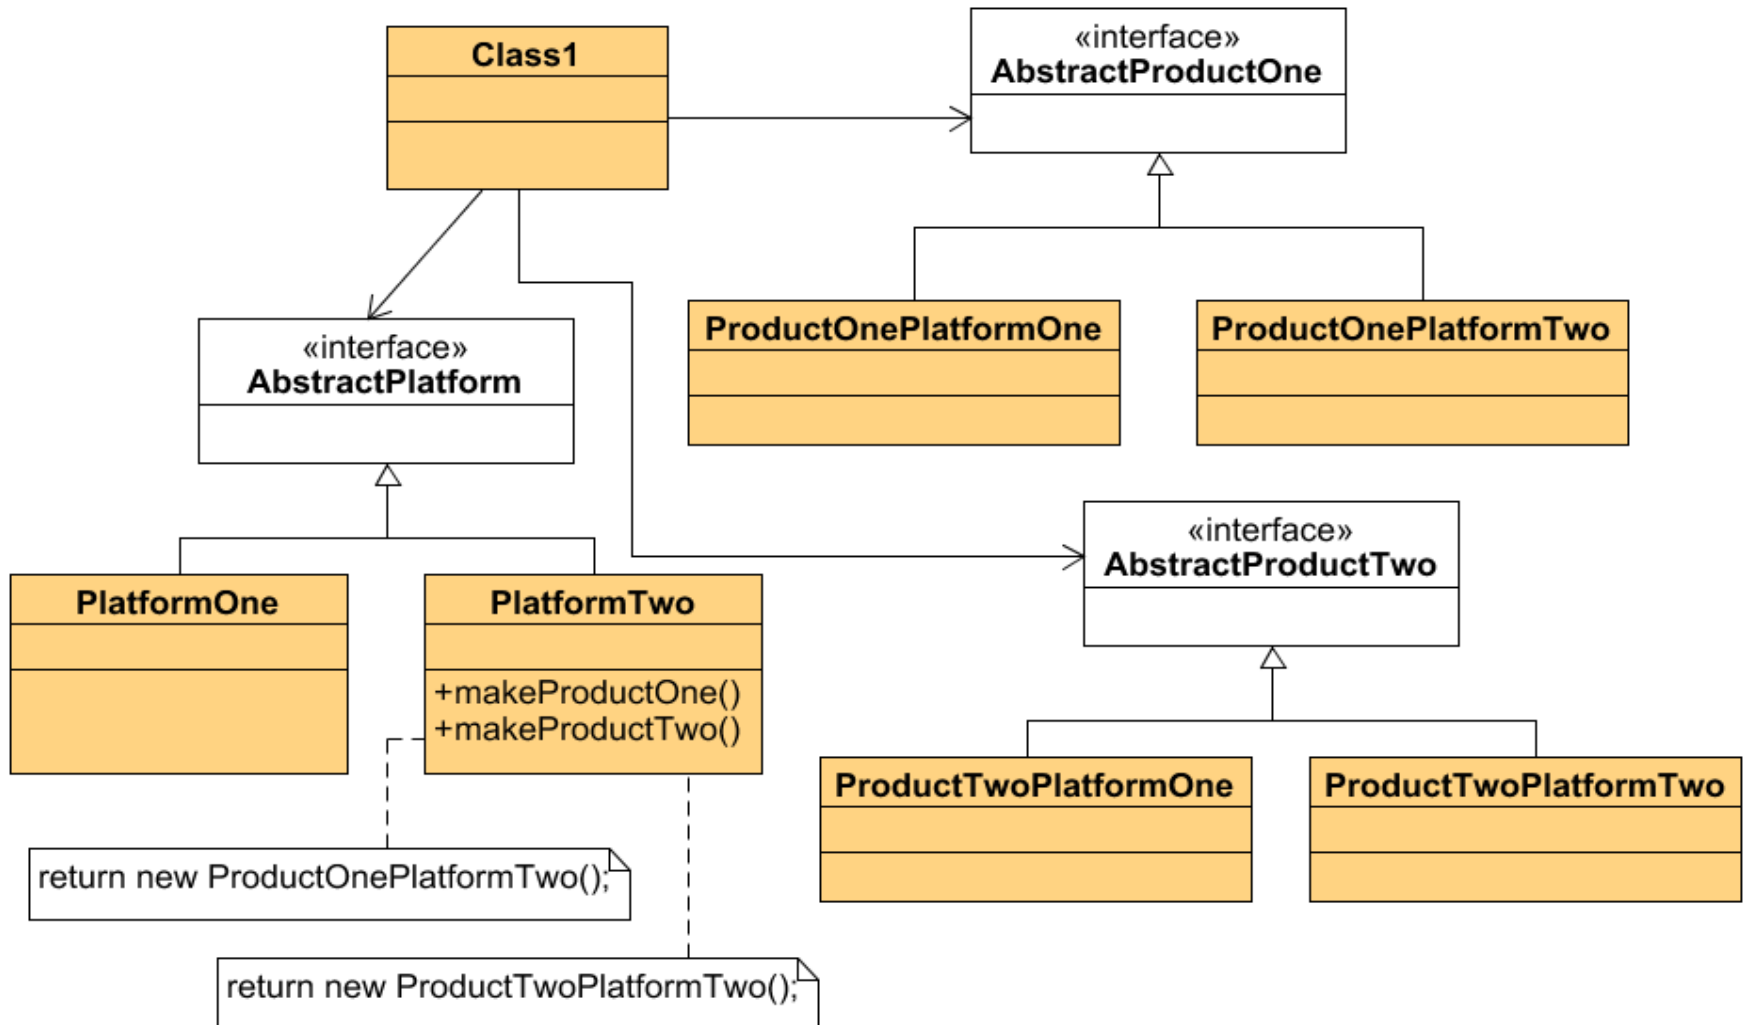 Class1
«interface»
AbstractProductOne
«interface»
AbstractPlatform
ProductOnePlatformOne
ProductOnePlatformTwo
«interface»
AbstractProductTwo
PlatformOne
PlatformTwo
+makeProductOne()
+makeProductTwo()
ProductTwoPlatformOne
ProductTwoPlatformTwo
return new ProductOnePlatformTwo();
return new ProductTwoPlatformTwo();